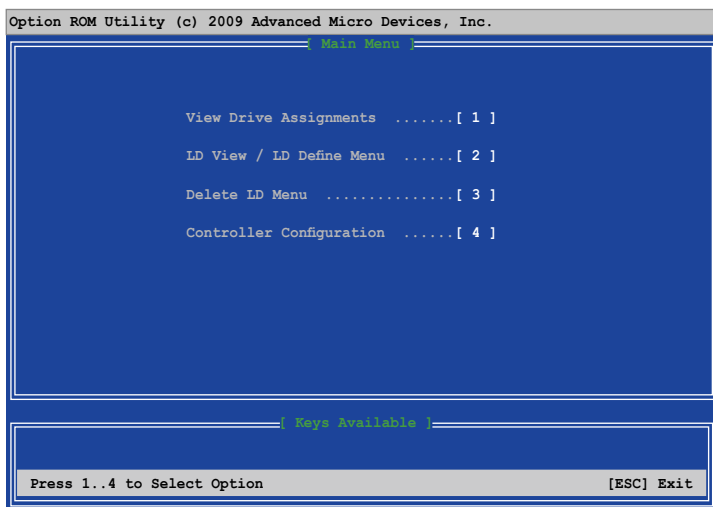 Option ROM Utility (c) 2009 Advanced Micro Devices, Inc.
[ Main Menu ]
View Drive Assignments .......[ 1 ]
LD View / LD Define Menu ......[ 2 ]
Delete LD Menu ...............[ 3 ]
Controller Configuration ......[ 4 ]
[ Keys Available ]
Press 1..4 to Select Option [ESC] Exit